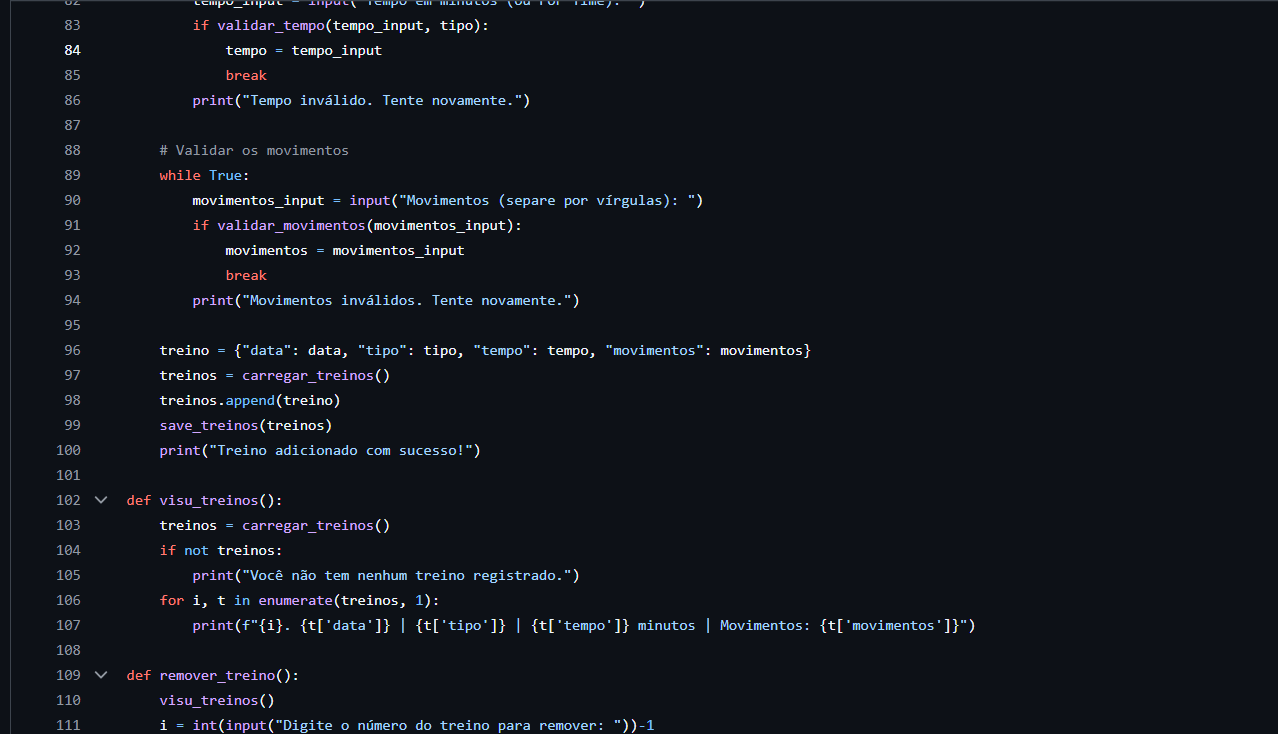 82 tempo_input = input("Tempo em minutos (ou For Time): ")
83 if validar_tempo(tempo_input, tipo):
84 tempo = tempo_input
85 break
86 print("Tempo inválido. Tente novamente.")
87
88 # Validar os movimentos
89 while True:
90 movimentos_input = input("Movimentos (separe por vírgulas): ")
91 if validar_movimentos(movimentos_input):
92 movimentos = movimentos_input
93 break
94 print("Movimentos inválidos. Tente novamente.")
95
96 treino = {"data": data, "tipo": tipo, "tempo": tempo, "movimentos": movimentos}
97 treinos = carregar_treinos()
98 treinos.append(treino)
99 save_treinos(treinos)
100 print("Treino adicionado com sucesso!")
101
102 def visu_treinos():
103 treinos = carregar_treinos()
104 if not treinos:
105 print("Você não tem nenhum treino registrado.")
106 for i, t in enumerate(treinos, 1):
107 print(f"{i}. {t['data']} | {t['tipo']} | {t['tempo']} minutos | Movimentos: {t['movimentos']}")
108
109 def remover_treino():
110 visu_treinos()
111 i = int(input("Digite o número do treino para remover: "))-1